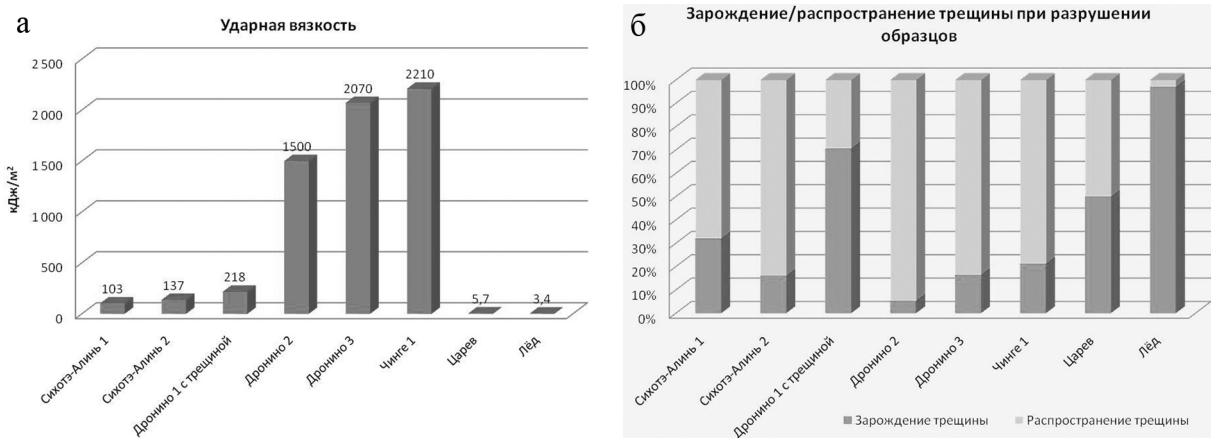 а
Ударная вязкость
кДж/м²
2 500
2 000
1 500
1 000
500
0
103
137
218
1500
2070
2210
5,7
3,4
Сихотэ-Алинь 1
Сихотэ-Алинь 2
Дронино 1 с трещиной
Дронино 2
Дронино 3
Чинге 1
Царев
Лёд
б
Зарождение/распространение трещины при разрушении
образцов
100%
90%
80%
70%
60%
50%
40%
30%
20%
10%
0%
Сихотэ-Алинь 1
Сихотэ-Алинь 2
Дронино 1 с трещиной
Дронино 2
Дронино 3
Чинге 1
Царев
Лёд
Зарождение трещины
Распространение трещины